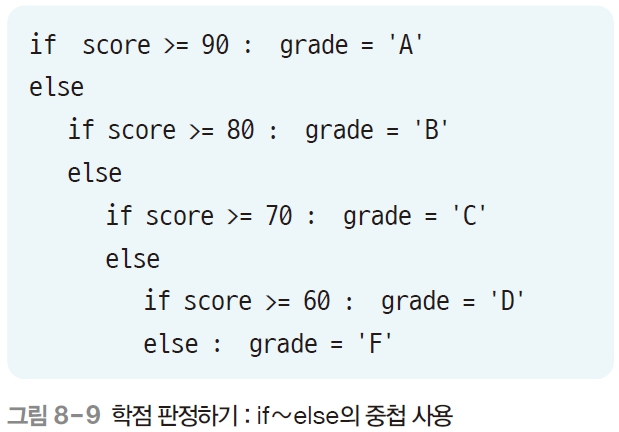 if score >= 90 : grade = 'A'
else
if score >= 80 : grade = 'B'
else
if score >= 70 : grade = 'C'
else
if score >= 60 : grade = 'D'
else : grade = 'F'
그림 8-9 학점 판정하기 : if~else의 중첩 사용